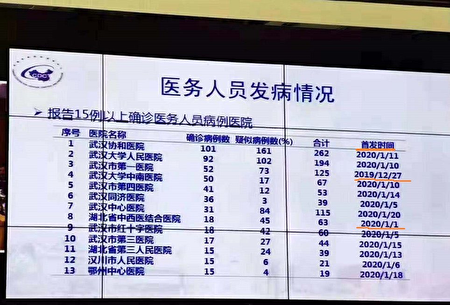 CDC
医务人员发病情况
➢ 报告15例以上确诊医务人员病例医院
序号 医院名称 确诊病例数 疑似病例数(%) 合计 首发时间
1 武汉协和医院 101 161 262 2020/1/11
2 武汉大学人民医院 92 102 194 2020/1/10
3 武汉市第一医院 52 73 125 2019/12/27
4 武汉大学中南医院 50 17 67 2020/1/10
5 武汉市第四医院 41 12 53 2020/1/14
6 武汉同济医院 36 3 39 2020/1/5
7 武汉中心医院 31 84 115 2020/1/20
8 湖北省中西医结合医院 18 45 63 2020/1/1
9 武汉市红十字医院 18 42 60 2020/1/5
10 武汉市第三医院 17 27 44 2020/1/15
11 湖北省第三人民医院 15 24 39 2020/1/13
12 汉川市人民医院 15 6 21 2020/1/6
13 鄂州中心医院 15 4 19 2020/1/18